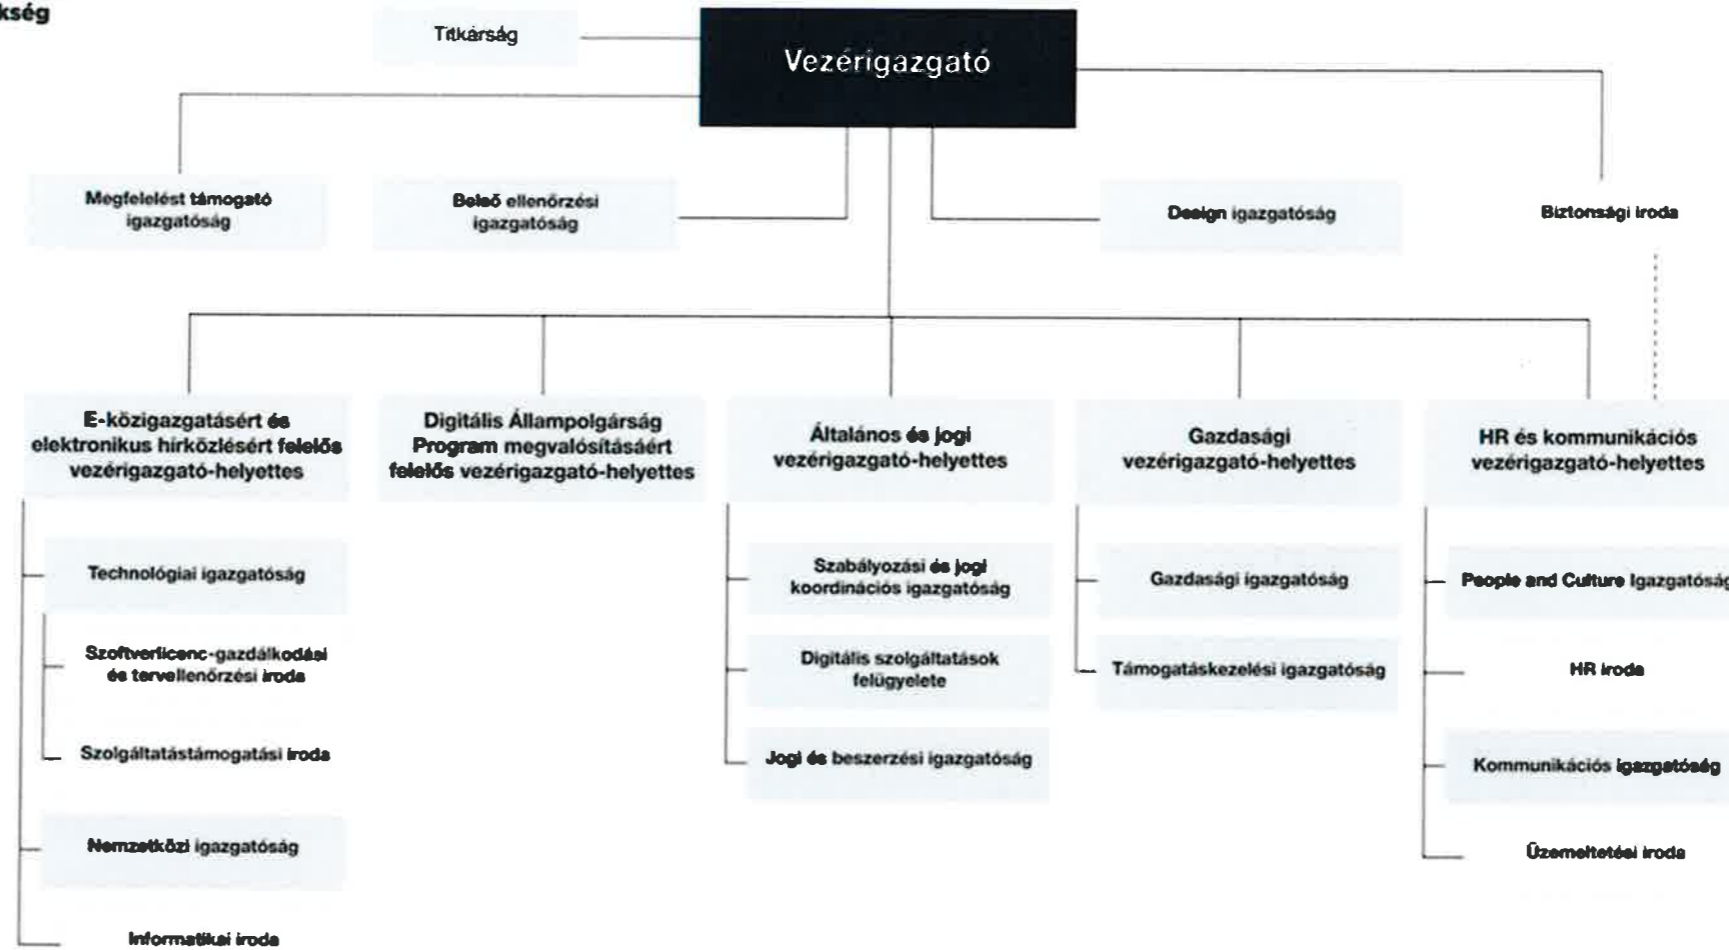 kség
Titkárság
Vezérigazgató
Megfelelést támogató
igazgatóság
Belső ellenőrzési
igazgatóság
Design igazgatóság
Biztonsági iroda
E-közigazgatásért és
elektronikus hírközlésért felelős
vezérigazgató-helyettes
Digitális Állampolgárság
Program megvalósításáért
felelős vezérigazgató-helyettes
Általános és jogi
vezérigazgató-helyettes
Gazdasági
vezérigazgató-helyettes
HR és kommunikációs
vezérigazgató-helyettes
Technológiai igazgatóság
Szoftverlicenc-gazdálkodási
és tervellenőrzési iroda
Szolgáltatástámogatási iroda
Nemzetközi igazgatóság
Informatikai iroda
Szabályozási és jogi
koordinációs igazgatóság
Digitális szolgáltatások
felügyelete
Jogi és beszerzési igazgatóság
Gazdasági igazgatóság
Támogatáskezelési igazgatóság
People and Culture Igazgatóság
HR iroda
Kommunikációs igazgatóság
Üzemeltetési iroda